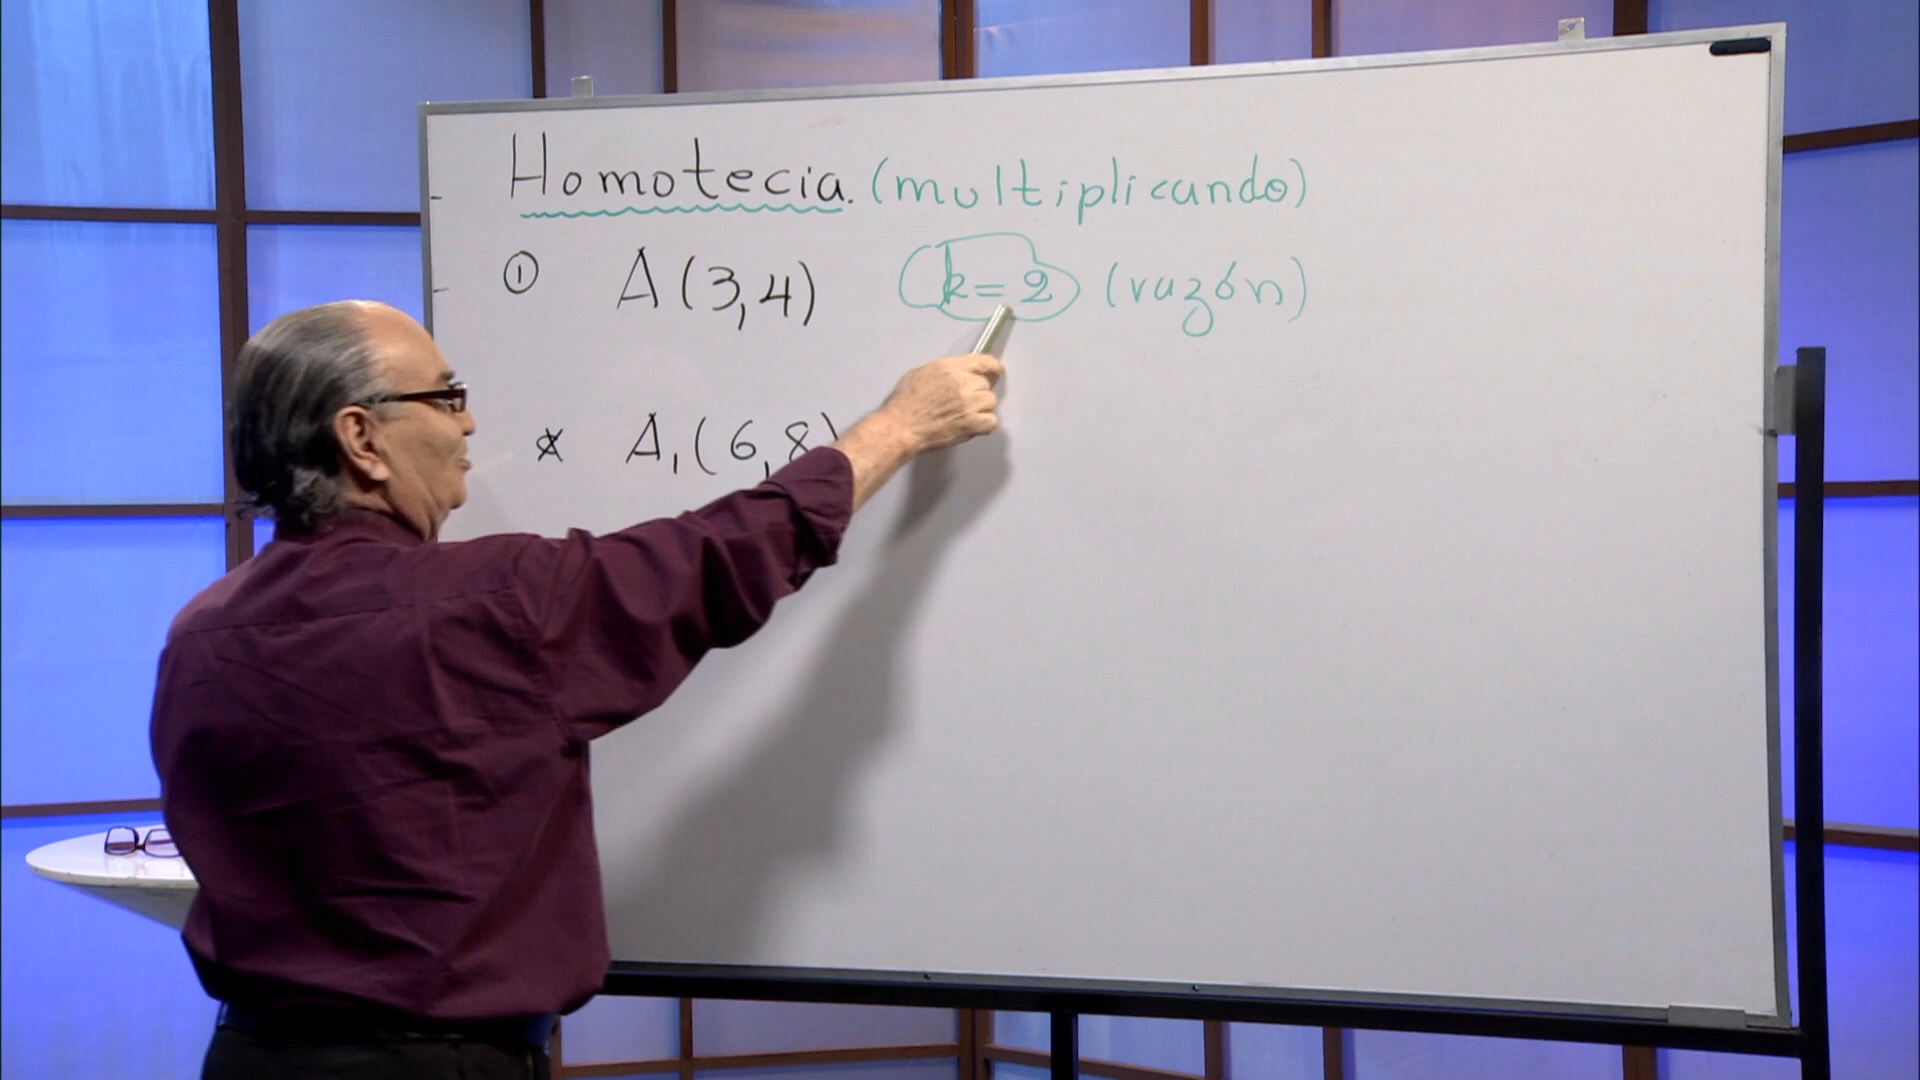 Homotecia. (multiplicando)
① A(3,4) k=2 (razón)
* A₁(6,8)